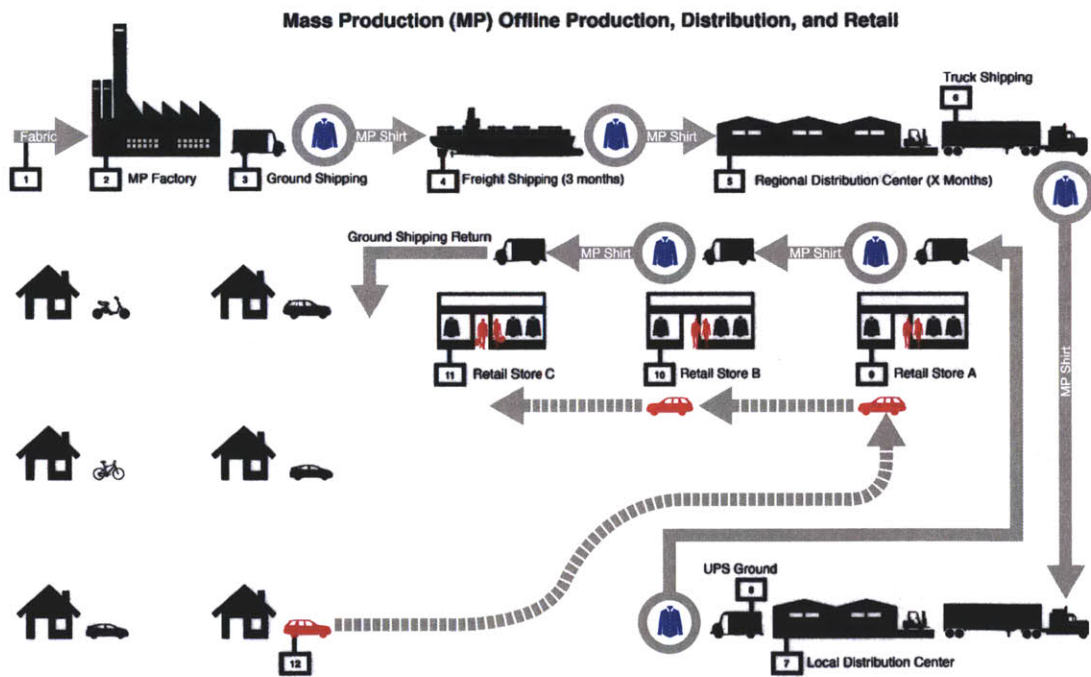 Mass Production (MP) Offline Production, Distribution, and Retail
Truck Shipping
6
Fabric
MP Shirt
MP Shirt
1
2 MP Factory
3 Ground Shipping
4 Freight Shipping (3 months)
5 Regional Distribution Center (X Months)
Ground Shipping Return
MP Shirt
MP Shirt
MP Shirt
11 Retail Store C
10 Retail Store B
9 Retail Store A
UPS Ground
8
12
7 Local Distribution Center